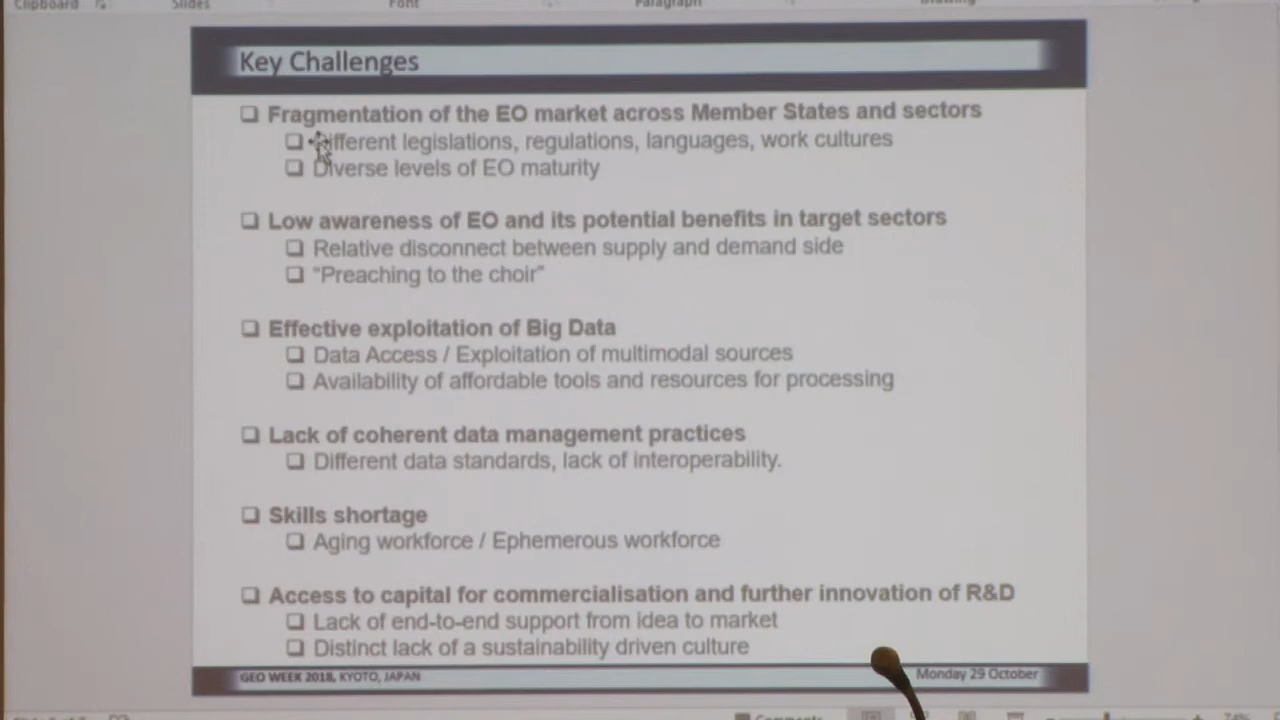 Clipboard
Slides
Font
Paragraph
Drawing
Key Challenges
Fragmentation of the EO market across Member States and sectors
Different legislations, regulations, languages, work cultures
Diverse levels of EO maturity
Low awareness of EO and its potential benefits in target sectors
Relative disconnect between supply and demand side
“Preaching to the choir”
Effective exploitation of Big Data
Data Access / Exploitation of multimodal sources
Availability of affordable tools and resources for processing
Lack of coherent data management practices
Different data standards, lack of interoperability.
Skills shortage
Aging workforce / Ephemerous workforce
Access to capital for commercialisation and further innovation of R&D
Lack of end-to-end support from idea to market
Distinct lack of a sustainability driven culture
GEO WEEK 2018, KYOTO, JAPAN
Monday 29 October
Comments